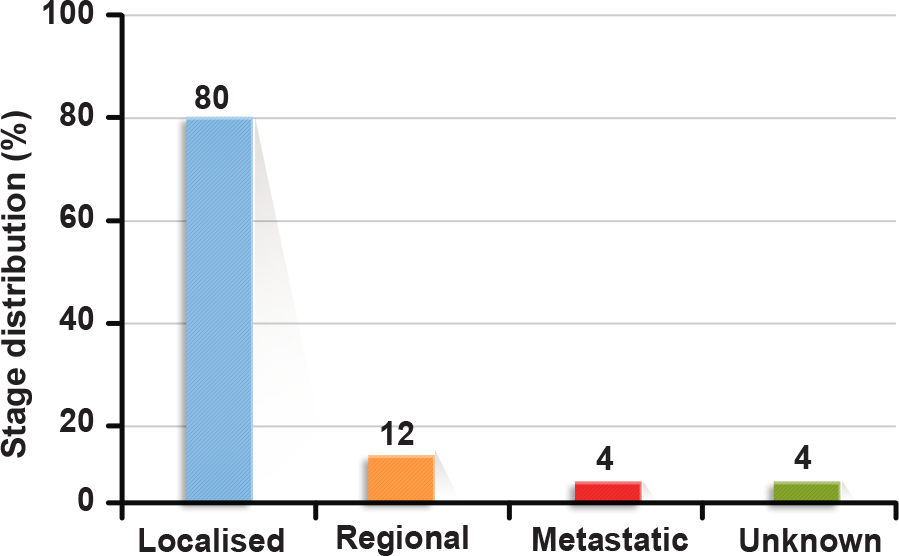 Stage distribution (%)
100
80
60
40
20
0
80
12
4
4
Localised
Regional
Metastatic
Unknown